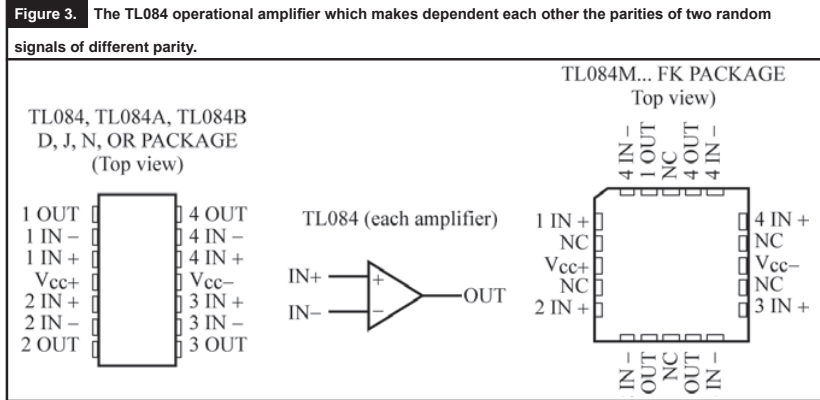 Figure 3. The TL084 operational amplifier which makes dependent each other the parities of two random
signals of different parity.
TL084, TL084A, TL084B
D, J, N, OR PACKAGE
(Top view)
1 OUT
1 IN –
1 IN +
Vcc+
2 IN +
2 IN –
2 OUT
4 OUT
4 IN –
4 IN +
Vcc–
3 IN +
3 IN –
3 OUT
TL084 (each amplifier)
IN+
IN–
+
–
OUT
TL084M... FK PACKAGE
Top view)
4 IN –
1 OUT
NC
4 OUT
4 IN –
1 IN +
NC
Vcc+
NC
2 IN +
4 IN +
NC
Vcc–
NC
3 IN +
IN –
OUT
NC
OUT
IN –